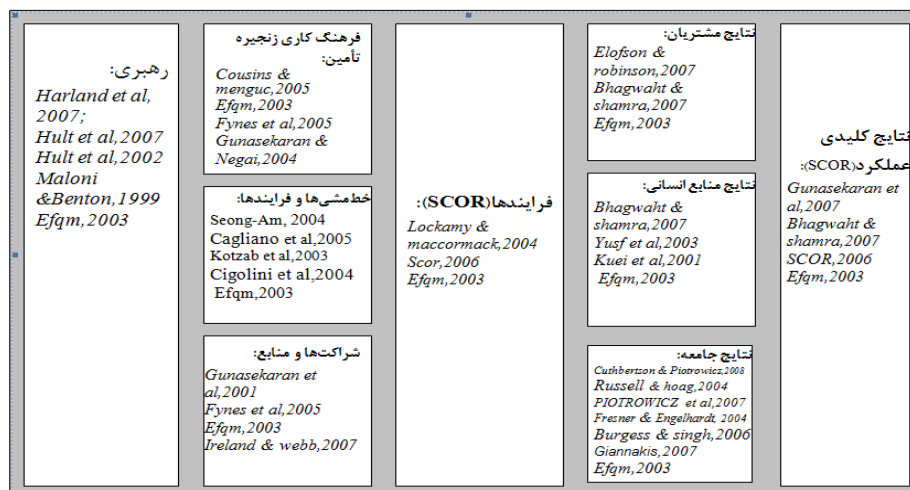 رهبری:
Harland et al,
2007;
Hult et al,2007
Hult et al,2002
Maloni
&Benton,1999
Efqm,2003
فرهنگ کاری زنجیره
تأمین:
Cousins &
menguc,2005
Efqm,2003
Fynes et al,2005
Gunasekaran &
Negai,2004
خط‌مشی‌ها و فرایندها:
Seong-Am, 2004
Cagliano et al,2005
Kotzab et al,2003
Cigolini et al,2004
Efqm,2003
شراکت‌ها و منابع:
Gunasekaran et
al,2001
Fynes et al,2005
Efqm,2003
Ireland & webb,2007
فرایندها(SCOR):
Lockamy &
maccormack,2004
Scor,2006
Efqm,2003
نتایج مشتریان:
Elofson &
robinson,2007
Bhagwaht &
shamra,2007
Efqm,2003
نتایج منابع انسانی:
Bhagwaht &
shamra,2007
Yusf et al,2003
Kuei et al,2001
Efqm,2003
نتایج جامعه:
Cuthbertson & Piotrowicz,2008
Russell & hoag,2004
PIOTROWICZ et al,2007
Fresner & Engelhardt, 2004
Burgess & singh,2006
Giannakis,2007
Efqm,2003
نتایج کلیدی
عملکرد(SCOR):
Gunasekaran et
al,2007
Bhagwaht &
shamra,2007
SCOR,2006
Efqm,2003